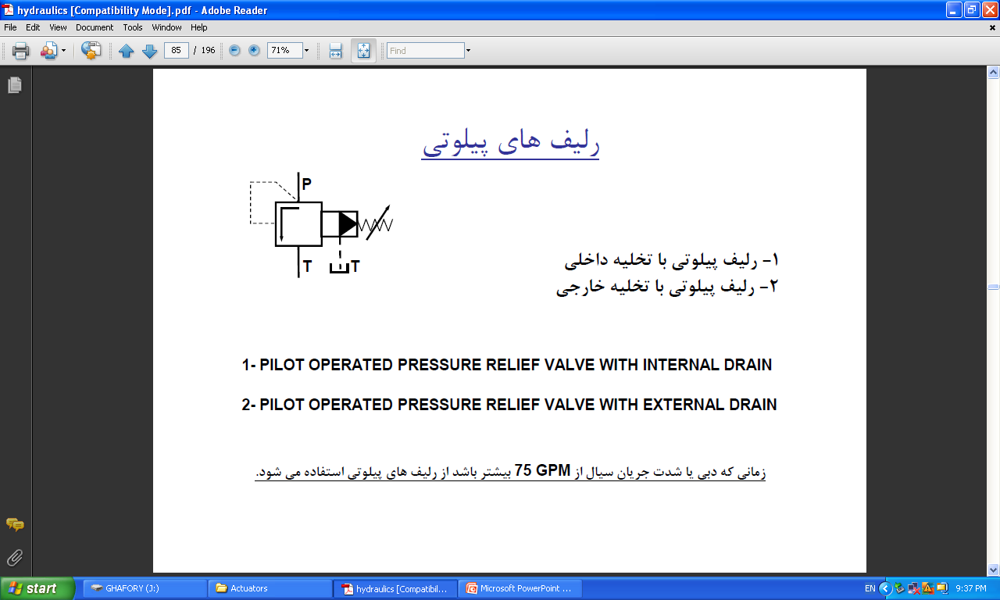 hydraulics [Compatibility Mode].pdf - Adobe Reader
File Edit View Document Tools Window Help
85 / 196 71% Find
رلیف های پیلوتی
P
T T
۱- رلیف پیلوتی با تخلیه داخلی
۲- رلیف پیلوتی با تخلیه خارجی
1- PILOT OPERATED PRESSURE RELIEF VALVE WITH INTERNAL DRAIN
2- PILOT OPERATED PRESSURE RELIEF VALVE WITH EXTERNAL DRAIN
زمانی که دبی یا شدت جریان سیال از 75 GPM بیشتر باشد از رلیف های پیلوتی استفاده می شود.
start GHAFORY (J:) Actuators hydraulics [Compatibil... Microsoft PowerPoint ... EN 9:37 PM